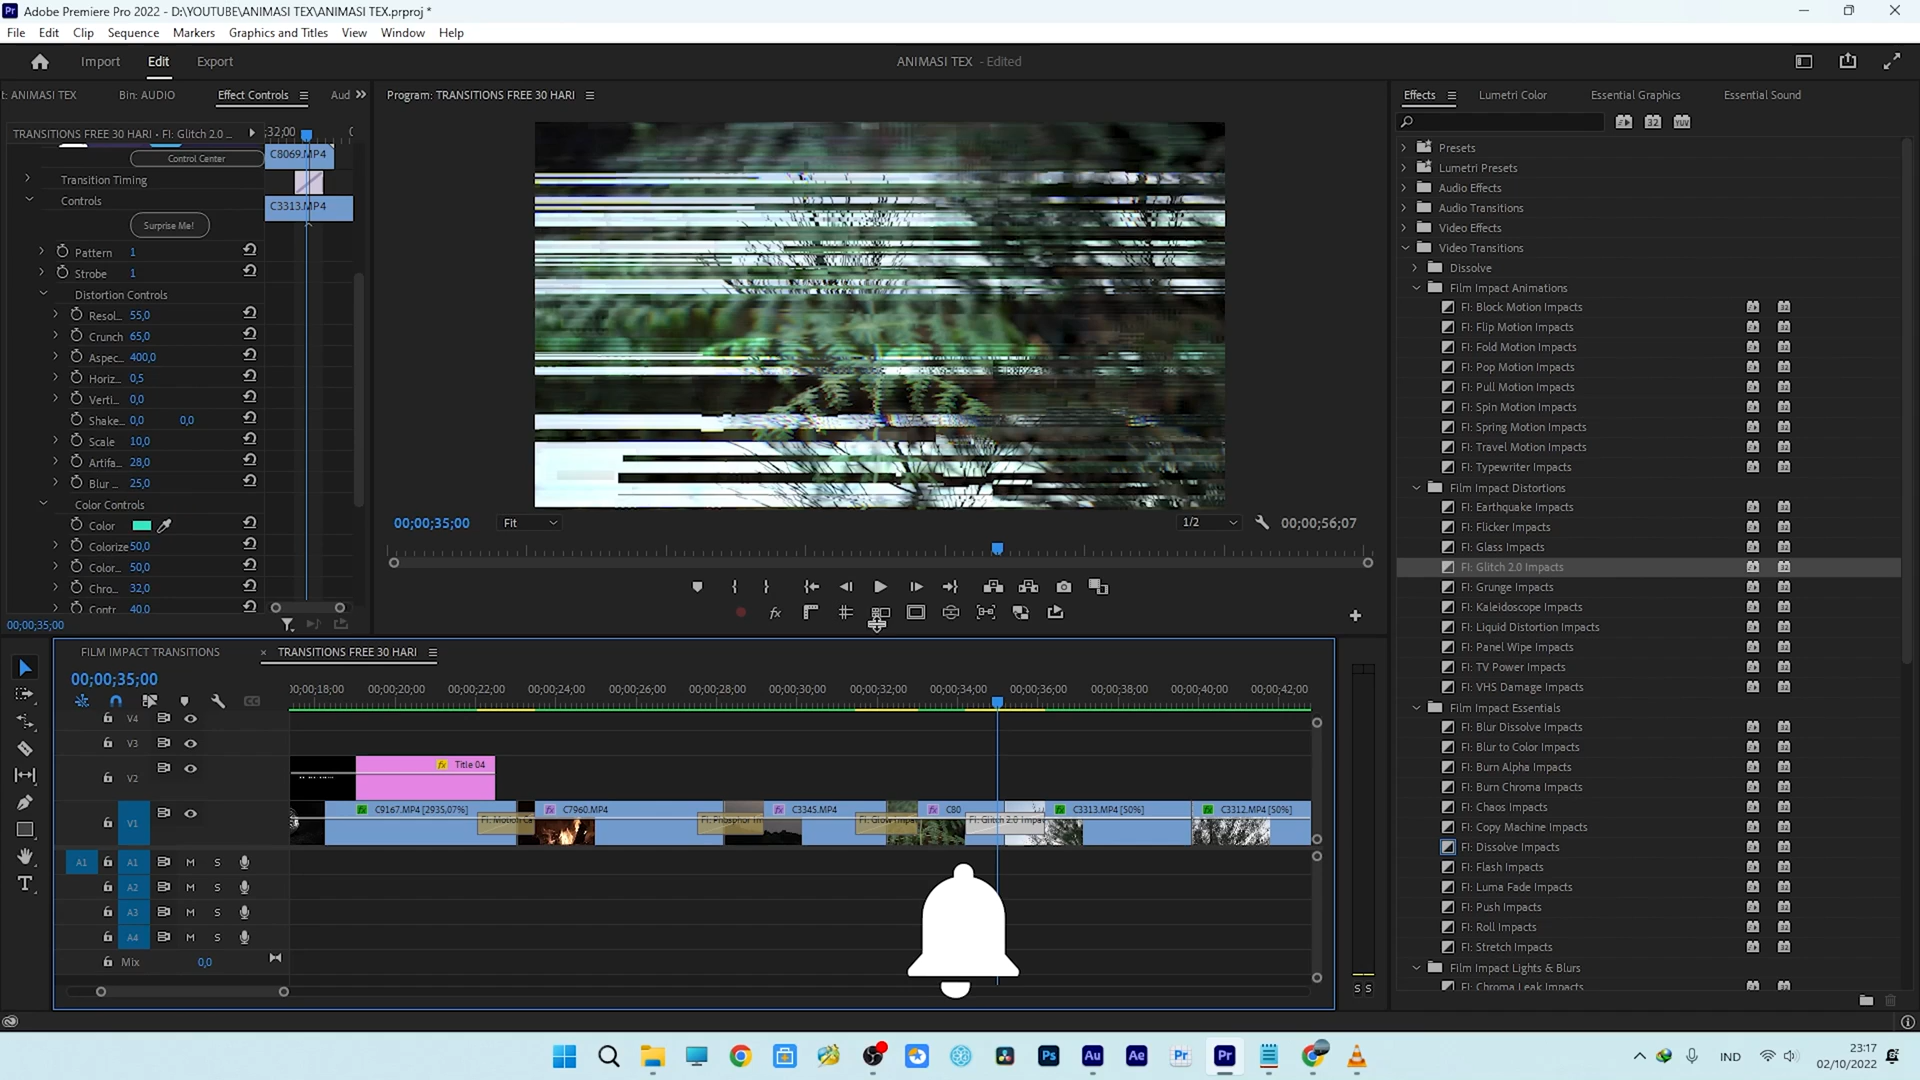 Adobe Premiere Pro 2022 - D:\YOUTUBE\ANIMASI TEX\ANIMASI TEX.prproj *
File Edit Clip Sequence Markers Graphics and Titles View Window Help
Import Edit Export
ANIMASI TEX - Edited
t: ANIMASI TEX Bin: AUDIO Effect Controls Aud
Program: TRANSITIONS FREE 30 HARI
Effects Lumetri Color Essential Graphics Essential Sound
TRANSITIONS FREE 30 HARI • FI: Glitch 2.0 ...
;32;00
C8069.MP4
C3313.MP4
Control Center
Transition Timing
Controls
Surprise Me!
Pattern 1
Strobe 1
Distortion Controls
Resol... 55,0
Crunch 65,0
Aspec... 400,0
Horiz... 0,5
Verti... 0,0
Shake... 0,0 0,0
Scale 10,0
Artifa... 28,0
Blur ... 25,0
Color Controls
Color
Colorize 50,0
Color... 50,0
Chro... 32,0
Contr 40,0
00;00;35;00
00;00;35;00 Fit 1/2 00;00;56;07
Presets
Lumetri Presets
Audio Effects
Audio Transitions
Video Effects
Video Transitions
Dissolve
Film Impact Animations
FI: Block Motion Impacts
FI: Flip Motion Impacts
FI: Fold Motion Impacts
FI: Pop Motion Impacts
FI: Pull Motion Impacts
FI: Spin Motion Impacts
FI: Spring Motion Impacts
FI: Travel Motion Impacts
FI: Typewriter Impacts
Film Impact Distortions
FI: Earthquake Impacts
FI: Flicker Impacts
FI: Glass Impacts
FI: Glitch 2.0 Impacts
FI: Grunge Impacts
FI: Kaleidoscope Impacts
FI: Liquid Distortion Impacts
FI: Panel Wipe Impacts
FI: TV Power Impacts
FI: VHS Damage Impacts
Film Impact Essentials
FI: Blur Dissolve Impacts
FI: Blur to Color Impacts
FI: Burn Alpha Impacts
FI: Burn Chroma Impacts
FI: Chaos Impacts
FI: Copy Machine Impacts
FI: Dissolve Impacts
FI: Flash Impacts
FI: Luma Fade Impacts
FI: Push Impacts
FI: Roll Impacts
FI: Stretch Impacts
Film Impact Lights & Blurs
FI: Chroma Leak Impacts
FILM IMPACT TRANSITIONS × TRANSITIONS FREE 30 HARI
00;00;35;00
00;00;18;00 00;00;20;00 00;00;22;00 00;00;24;00 00;00;26;00 00;00;28;00 00;00;30;00 00;00;32;00 00;00;34;00 00;00;36;00 00;00;38;00 00;00;40;00 00;00;42;00
V4
V3
V2
Title 04
V1
C9167.MP4 [2935,07%] C7960.MP4 C3345.MP4 C80 C3313.MP4 [50%] C3312.MP4 [50%]
FI: Motion Ca FI: Phosphor Im FI: Glow Impac FI: Glitch 2.0 Impac
A1 A1 M S
A2 M S
A3 M S
A4 M S
Mix 0,0
S S
IND
23:17
02/10/2022